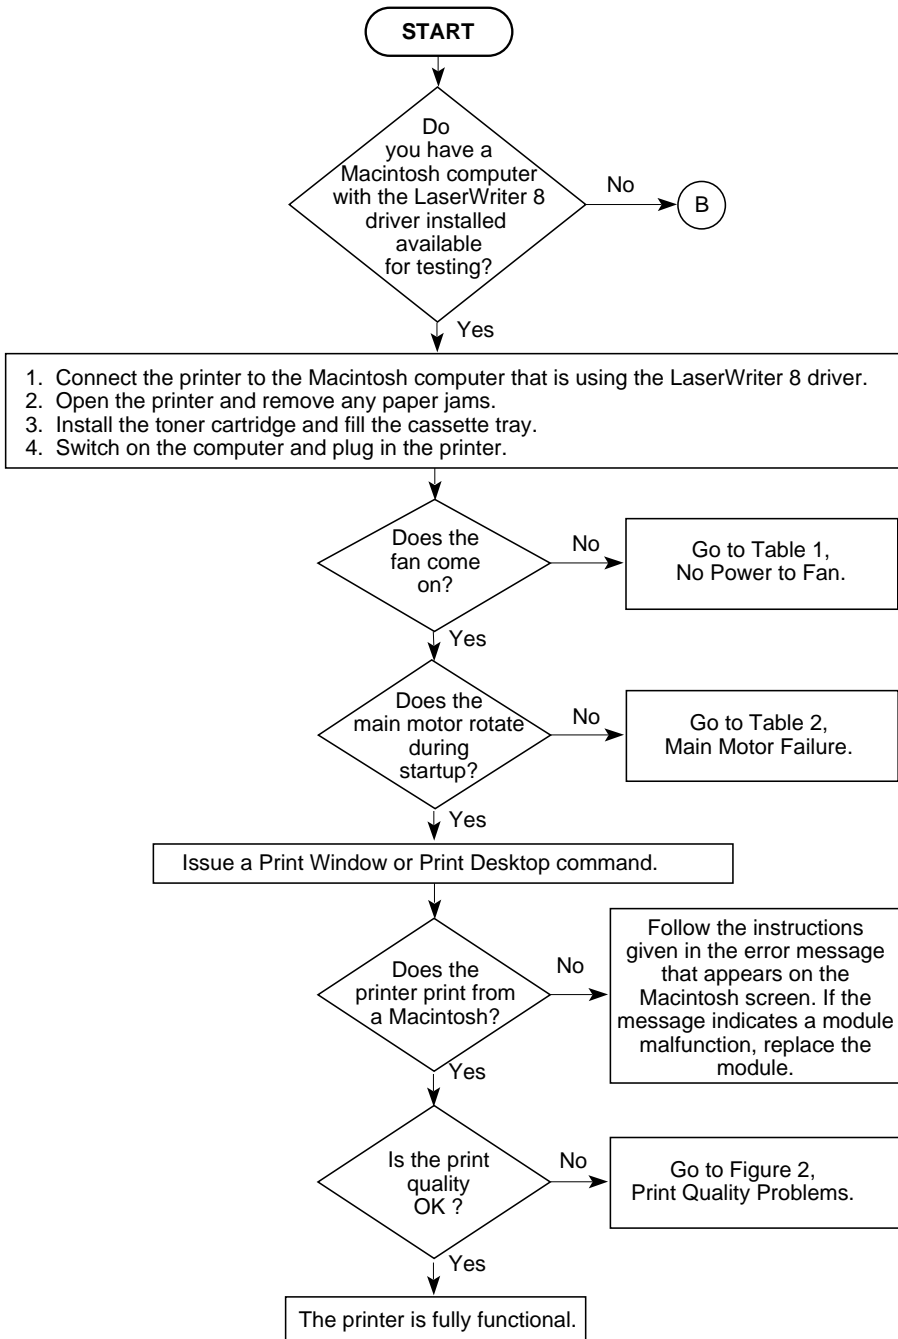 START
Do
you have a
Macintosh computer
with the LaserWriter 8
driver installed
available
for testing?
No
B
Yes
1. Connect the printer to the Macintosh computer that is using the LaserWriter 8 driver.
2. Open the printer and remove any paper jams.
3. Install the toner cartridge and fill the cassette tray.
4. Switch on the computer and plug in the printer.
Does the
fan come
on?
No
Go to Table 1,
No Power to Fan.
Yes
Does the
main motor rotate
during
startup?
No
Go to Table 2,
Main Motor Failure.
Yes
Issue a Print Window or Print Desktop command.
Does the
printer print from
a Macintosh?
No
Follow the instructions
given in the error message
that appears on the
Macintosh screen. If the
message indicates a module
malfunction, replace the
module.
Yes
Is the print
quality
OK ?
No
Go to Figure 2,
Print Quality Problems.
Yes
The printer is fully functional.